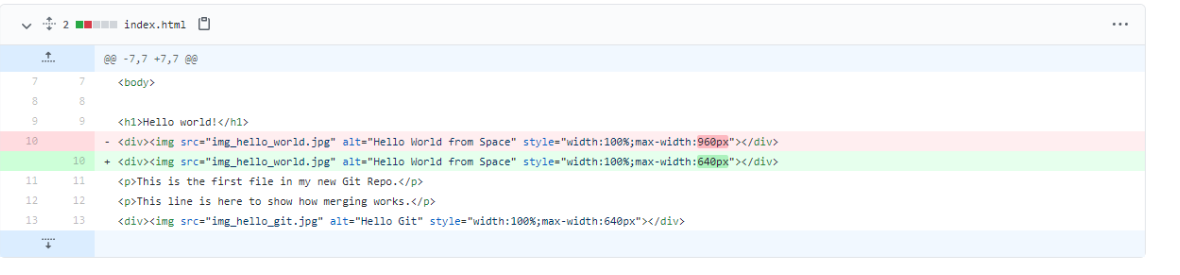 2 index.html
@@ -7,7 +7,7 @@
7 7 <body>
8 8
9 9 <h1>Hello world!</h1>
10 - <div><img src="img_hello_world.jpg" alt="Hello World from Space" style="width:100%;max-width:960px"></div>
10 + <div><img src="img_hello_world.jpg" alt="Hello World from Space" style="width:100%;max-width:640px"></div>
11 11 <p>This is the first file in my new Git Repo.</p>
12 12 <p>This line is here to show how merging works.</p>
13 13 <div><img src="img_hello_git.jpg" alt="Hello Git" style="width:100%;max-width:640px"></div>